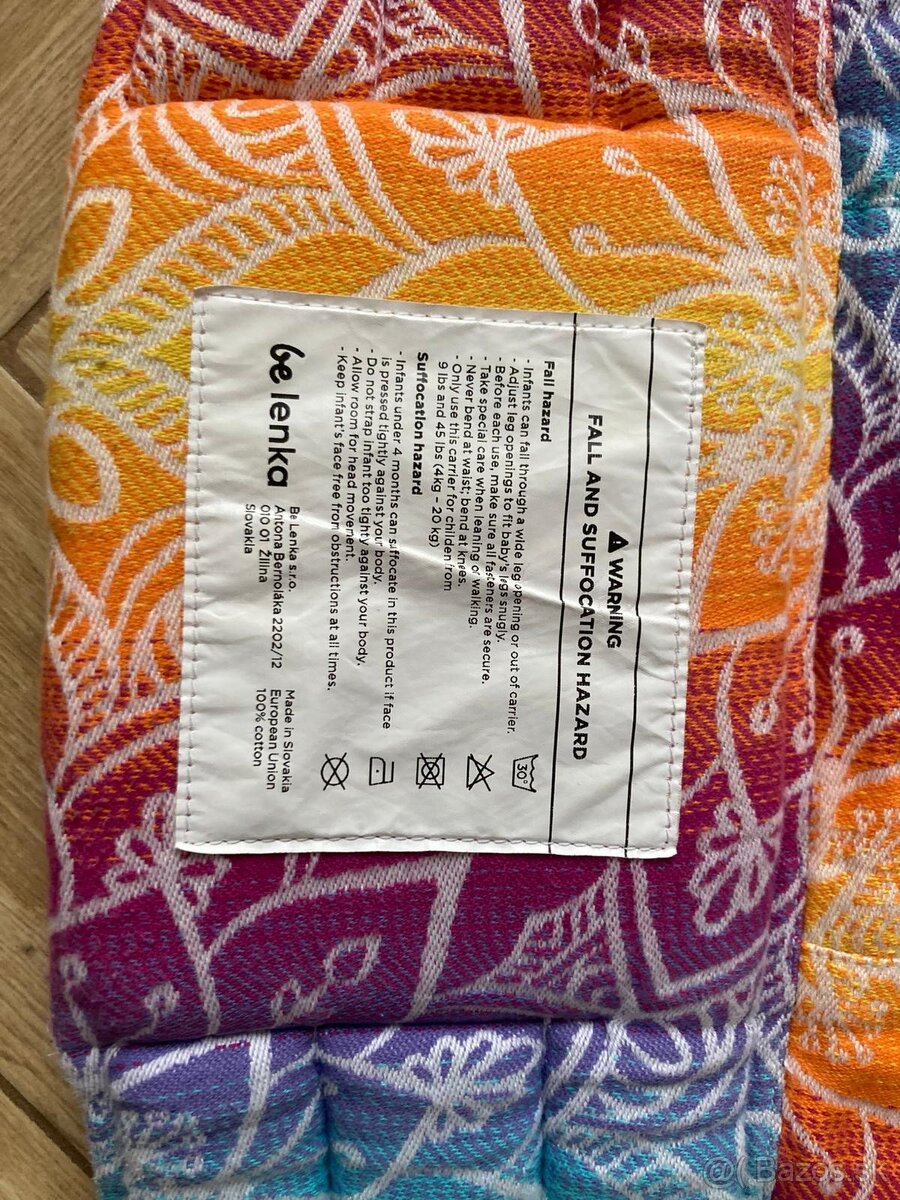 ⚠ WARNING
FALL AND SUFFOCATION HAZARD
Fall hazard
- Infants can fall through a wide leg opening or out of carrier.
- Adjust leg openings to fit baby's legs snugly.
- Before each use, make sure all fasteners are secure.
- Take special care when leaning or walking.
- Never bend at waist; bend at knees.
- Only use this carrier for children from
9 lbs and 45 lbs (4kg - 20 kg)
Suffocation hazard
- Infants under 4 months can suffocate in this product if face
is pressed tightly against your body.
- Do not strap infant too tightly against your body.
- Allow room for head movement.
- Keep infant's face free from obstructions at all times.
30°
be lenka
Be Lenka s.r.o.
Antona Bernoláka 2202/12
010 01 Žilina
Slovakia
Made in Slovakia
European Union
100% cotton
@ Bazos.sk